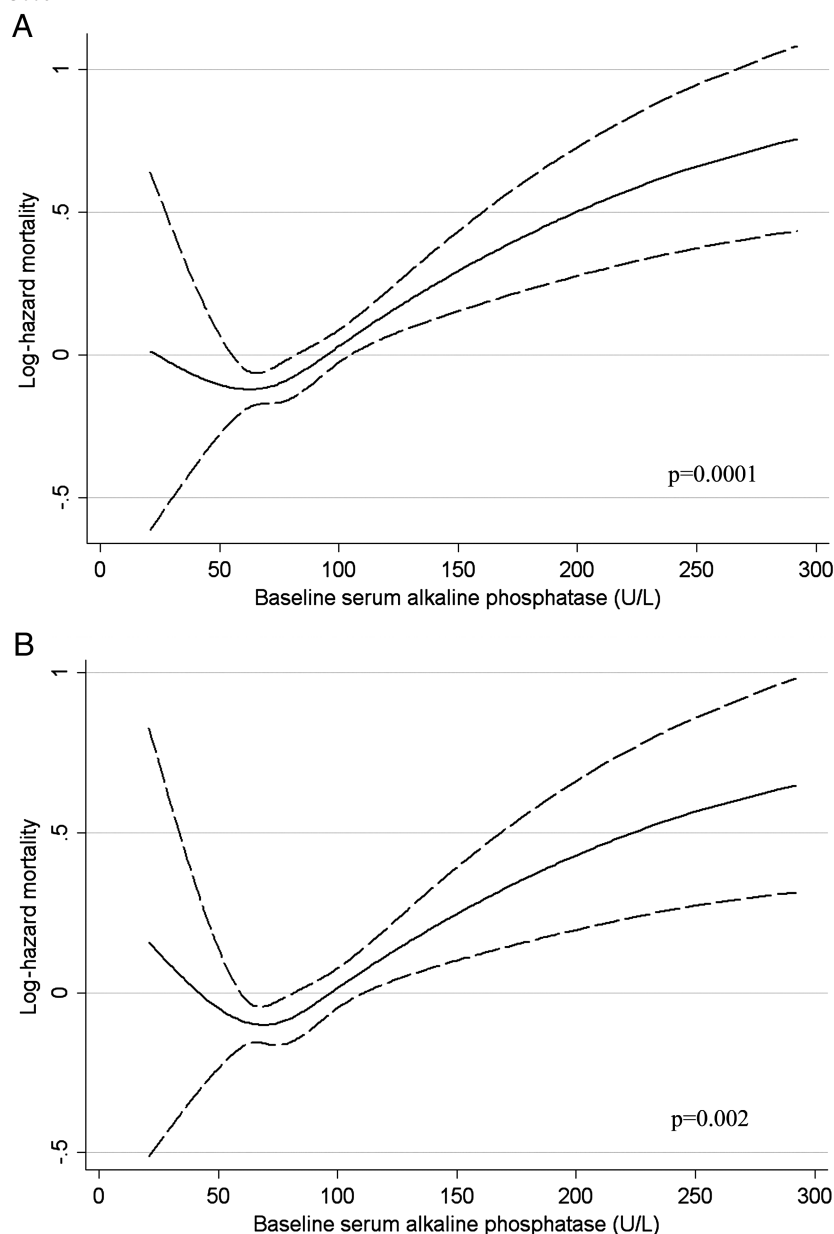 A
1
.5
0
-.5
Log-hazard mortality
p=0.0001
0 50 100 150 200 250 300
Baseline serum alkaline phosphatase (U/L)
B
1
.5
0
-.5
Log-hazard mortality
p=0.002
0 50 100 150 200 250 300
Baseline serum alkaline phosphatase (U/L)